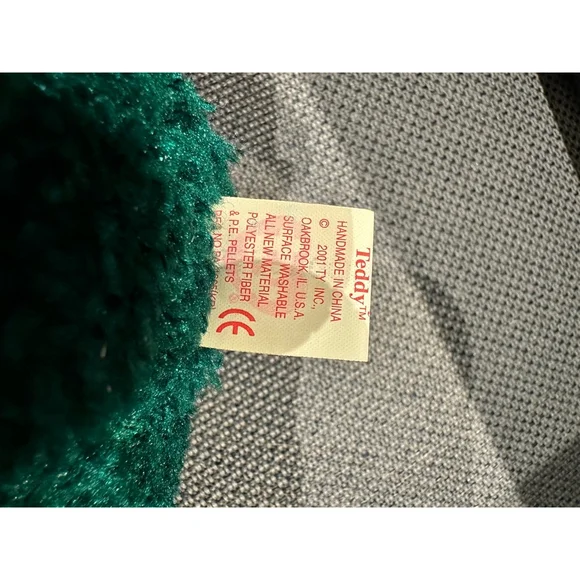 Teddy™
HANDMADE IN CHINA
© 2001 TY INC.,
OAKBROOK, IL. U.S.A.
SURFACE WASHABLE
ALL NEW MATERIAL
POLYESTER FIBER
& P.E. PELLETS
CE